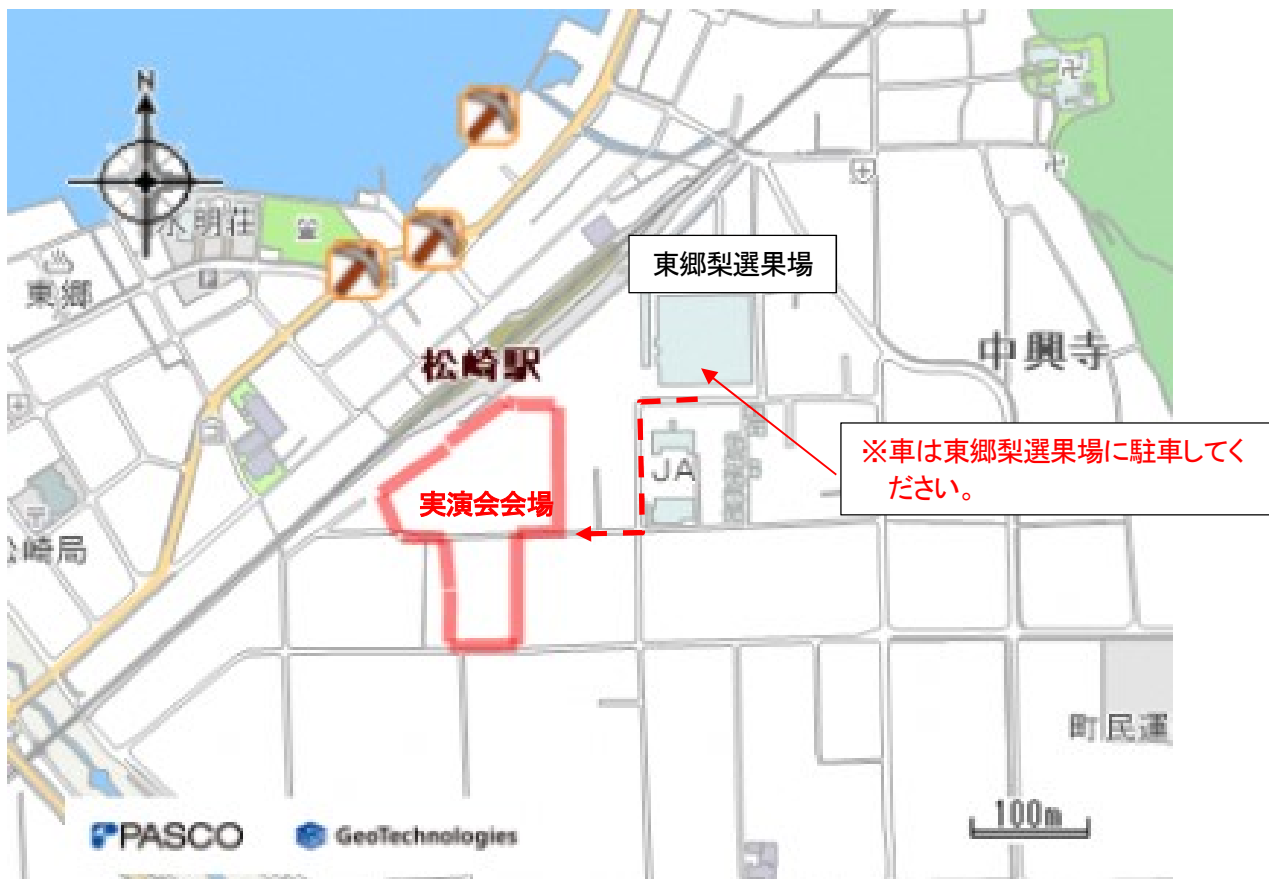 N
水明荘
東郷
東郷梨選果場
松崎駅
中興寺
※車は東郷梨選果場に駐車してく
ださい。
JA
実演会会場
松崎局
町民運
100m
PASCO
GeoTechnologies